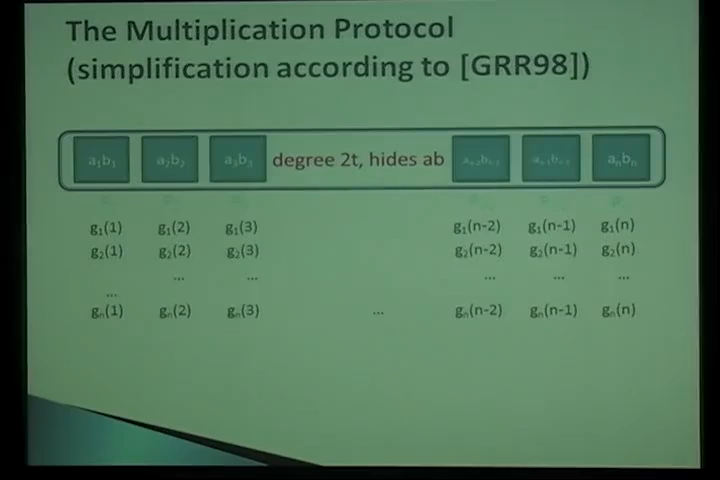 The Multiplication Protocol
(simplification according to [GRR98])
a₁b₁ a₂b₂ a₃b₃ degree 2t, hides ab aₙ₋₂bₙ₋₂ aₙ₋₁bₙ₋₁ aₙbₙ
g₁(1) g₁(2) g₁(3) g₁(n-2) g₁(n-1) g₁(n)
g₂(1) g₂(2) g₂(3) g₂(n-2) g₂(n-1) g₂(n)
... ... ... ... ... ...
gₙ(1) gₙ(2) gₙ(3) ... gₙ(n-2) gₙ(n-1) gₙ(n)